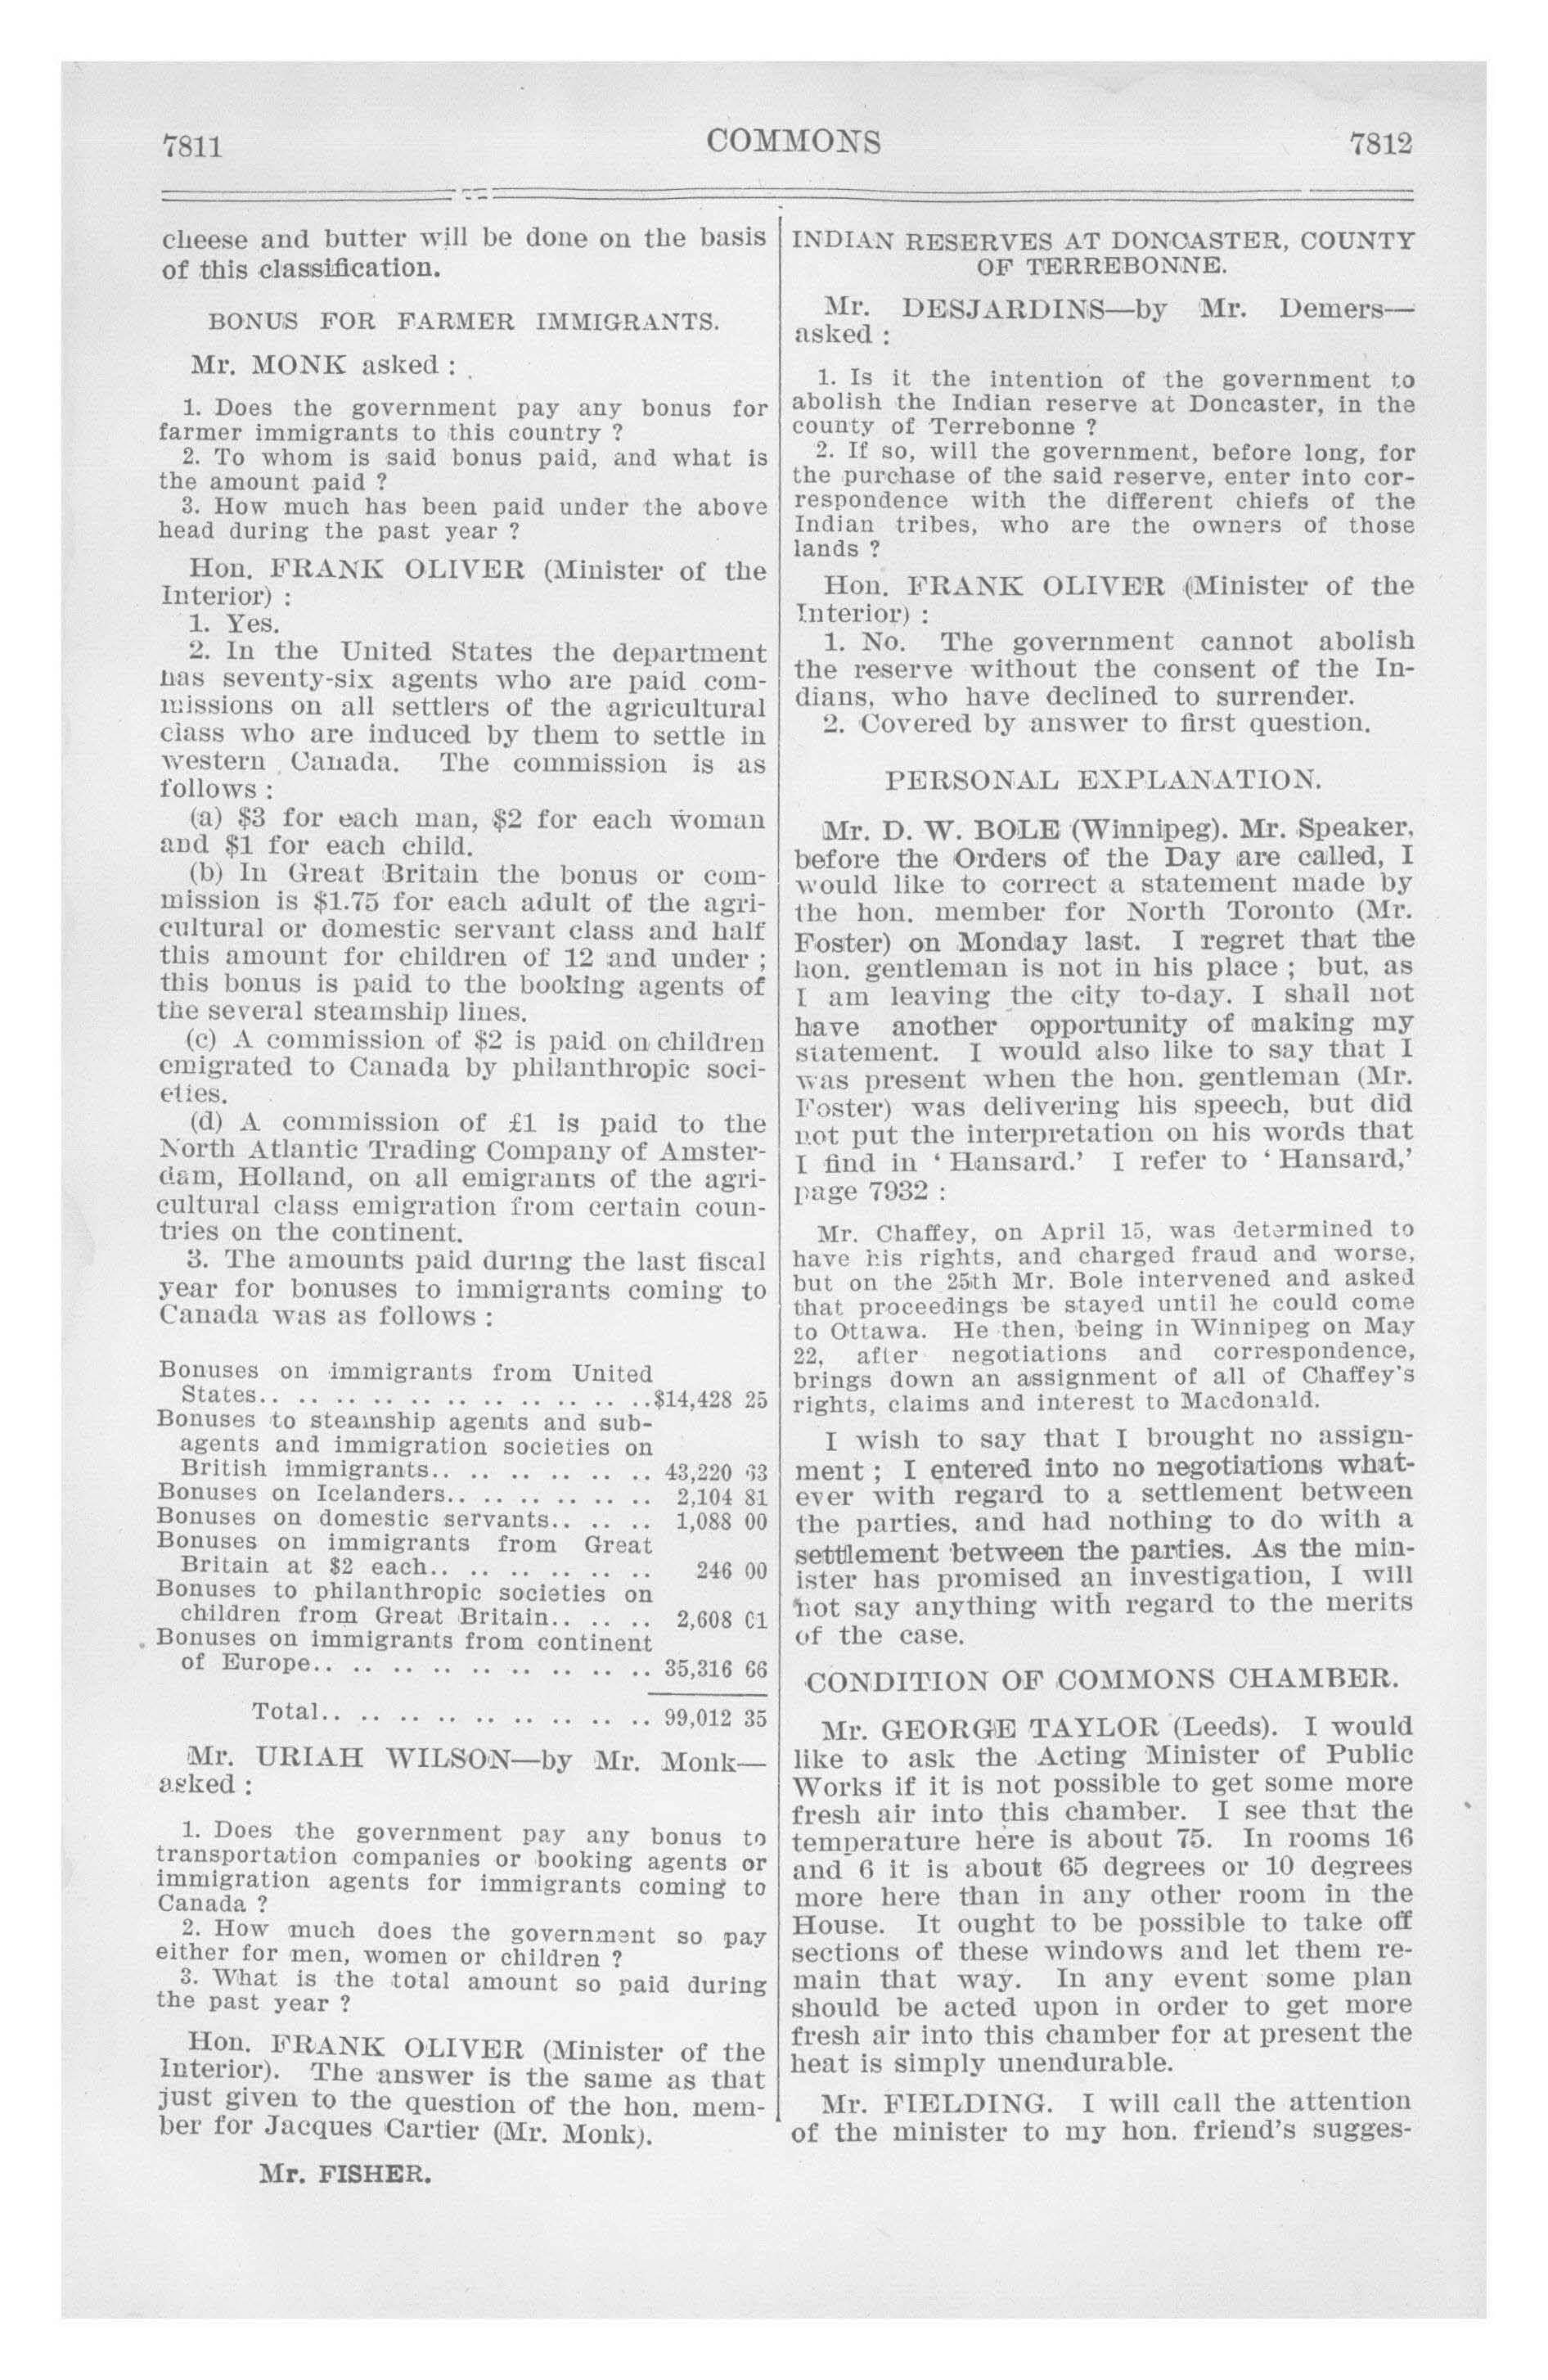 7811 COMMONS 7812
cheese and butter will be done on the basis
of this classification.
BONUS FOR FARMER IMMIGRANTS.
Mr. MONK asked :
1. Does the government pay any bonus for
farmer immigrants to this country ?
2. To whom is said bonus paid, and what is
the amount paid ?
3. How much has been paid under the above
head during the past year ?
Hon. FRANK OLIVER (Minister of the
Interior) :
1. Yes.
2. In the United States the department
has seventy-six agents who are paid com-
missions on all settlers of the agricultural
class who are induced by them to settle in
western Canada. The commission is as
follows :
(a) $3 for each man, $2 for each woman
and $1 for each child.
(b) In Great Britain the bonus or com-
mission is $1.75 for each adult of the agri-
cultural or domestic servant class and half
this amount for children of 12 and under ;
this bonus is paid to the booking agents of
the several steamship lines.
(c) A commission of $2 is paid on children
emigrated to Canada by philanthropic soci-
eties.
(d) A commission of £1 is paid to the
North Atlantic Trading Company of Amster-
dam, Holland, on all emigrants of the agri-
cultural class emigration from certain coun-
tries on the continent.
3. The amounts paid during the last fiscal
year for bonuses to immigrants coming to
Canada was as follows :
Bonuses on immigrants from United
States.. .. .. .. .. .. .. .. .. .. ..$14,428 25
Bonuses to steamship agents and sub-
agents and immigration societies on
British immigrants.. .. .. .. .. .. 43,220 63
Bonuses on Icelanders.. .. .. .. .. .. 2,104 81
Bonuses on domestic servants.. .. .. 1,088 00
Bonuses on immigrants from Great
Britain at $2 each.. .. .. .. .. .. 246 00
Bonuses to philanthropic societies on
children from Great Britain.. .. .. 2,608 01
Bonuses on immigrants from continent
of Europe.. .. .. .. .. .. .. .. .. 35,316 66
Total.. .. .. .. .. .. .. .. .. 99,012 35
Mr. URIAH WILSON—by Mr. Monk—
asked :
1. Does the government pay any bonus to
transportation companies or booking agents or
immigration agents for immigrants coming to
Canada ?
2. How much does the government so pay
either for men, women or children ?
3. What is the total amount so paid during
the past year ?
Hon. FRANK OLIVER (Minister of the
Interior). The answer is the same as that
just given to the question of the hon. mem-
ber for Jacques Cartier (Mr. Monk).
Mr. FISHER.
INDIAN RESERVES AT DONCASTER, COUNTY
OF TERREBONNE.
Mr. DESJARDINS—by Mr. Demers—
asked :
1. Is it the intention of the government to
abolish the Indian reserve at Doncaster, in the
county of Terrebonne ?
2. If so, will the government, before long, for
the purchase of the said reserve, enter into cor-
respondence with the different chiefs of the
Indian tribes, who are the owners of those
lands ?
Hon. FRANK OLIVER (Minister of the
Interior) :
1. No. The government cannot abolish
the reserve without the consent of the In-
dians, who have declined to surrender.
2. Covered by answer to first question.
PERSONAL EXPLANATION.
Mr. D. W. BOLE (Winnipeg). Mr. Speaker,
before the Orders of the Day are called, I
would like to correct a statement made by
the hon. member for North Toronto (Mr.
Foster) on Monday last. I regret that the
hon. gentleman is not in his place ; but, as
I am leaving the city to-day. I shall not
have another opportunity of making my
statement. I would also like to say that I
was present when the hon. gentleman (Mr.
Foster) was delivering his speech, but did
not put the interpretation on his words that
I find in ' Hansard.' I refer to ' Hansard,'
page 7932 :
Mr. Chaffey, on April 15, was determined to
have his rights, and charged fraud and worse,
but on the 25th Mr. Bole intervened and asked
that proceedings be stayed until he could come
to Ottawa. He then, being in Winnipeg on May
22, after negotiations and correspondence,
brings down an assignment of all of Chaffey's
rights, claims and interest to Macdonald.
I wish to say that I brought no assign-
ment ; I entered into no negotiations what-
ever with regard to a settlement between
the parties, and had nothing to do with a
settlement between the parties. As the min-
ister has promised an investigation, I will
not say anything with regard to the merits
of the case.
CONDITION OF COMMONS CHAMBER.
Mr. GEORGE TAYLOR (Leeds). I would
like to ask the Acting Minister of Public
Works if it is not possible to get some more
fresh air into this chamber. I see that the
temperature here is about 75. In rooms 16
and 6 it is about 65 degrees or 10 degrees
more here than in any other room in the
House. It ought to be possible to take off
sections of these windows and let them re-
main that way. In any event some plan
should be acted upon in order to get more
fresh air into this chamber for at present the
heat is simply unendurable.
Mr. FIELDING. I will call the attention
of the minister to my hon. friend's sugges-